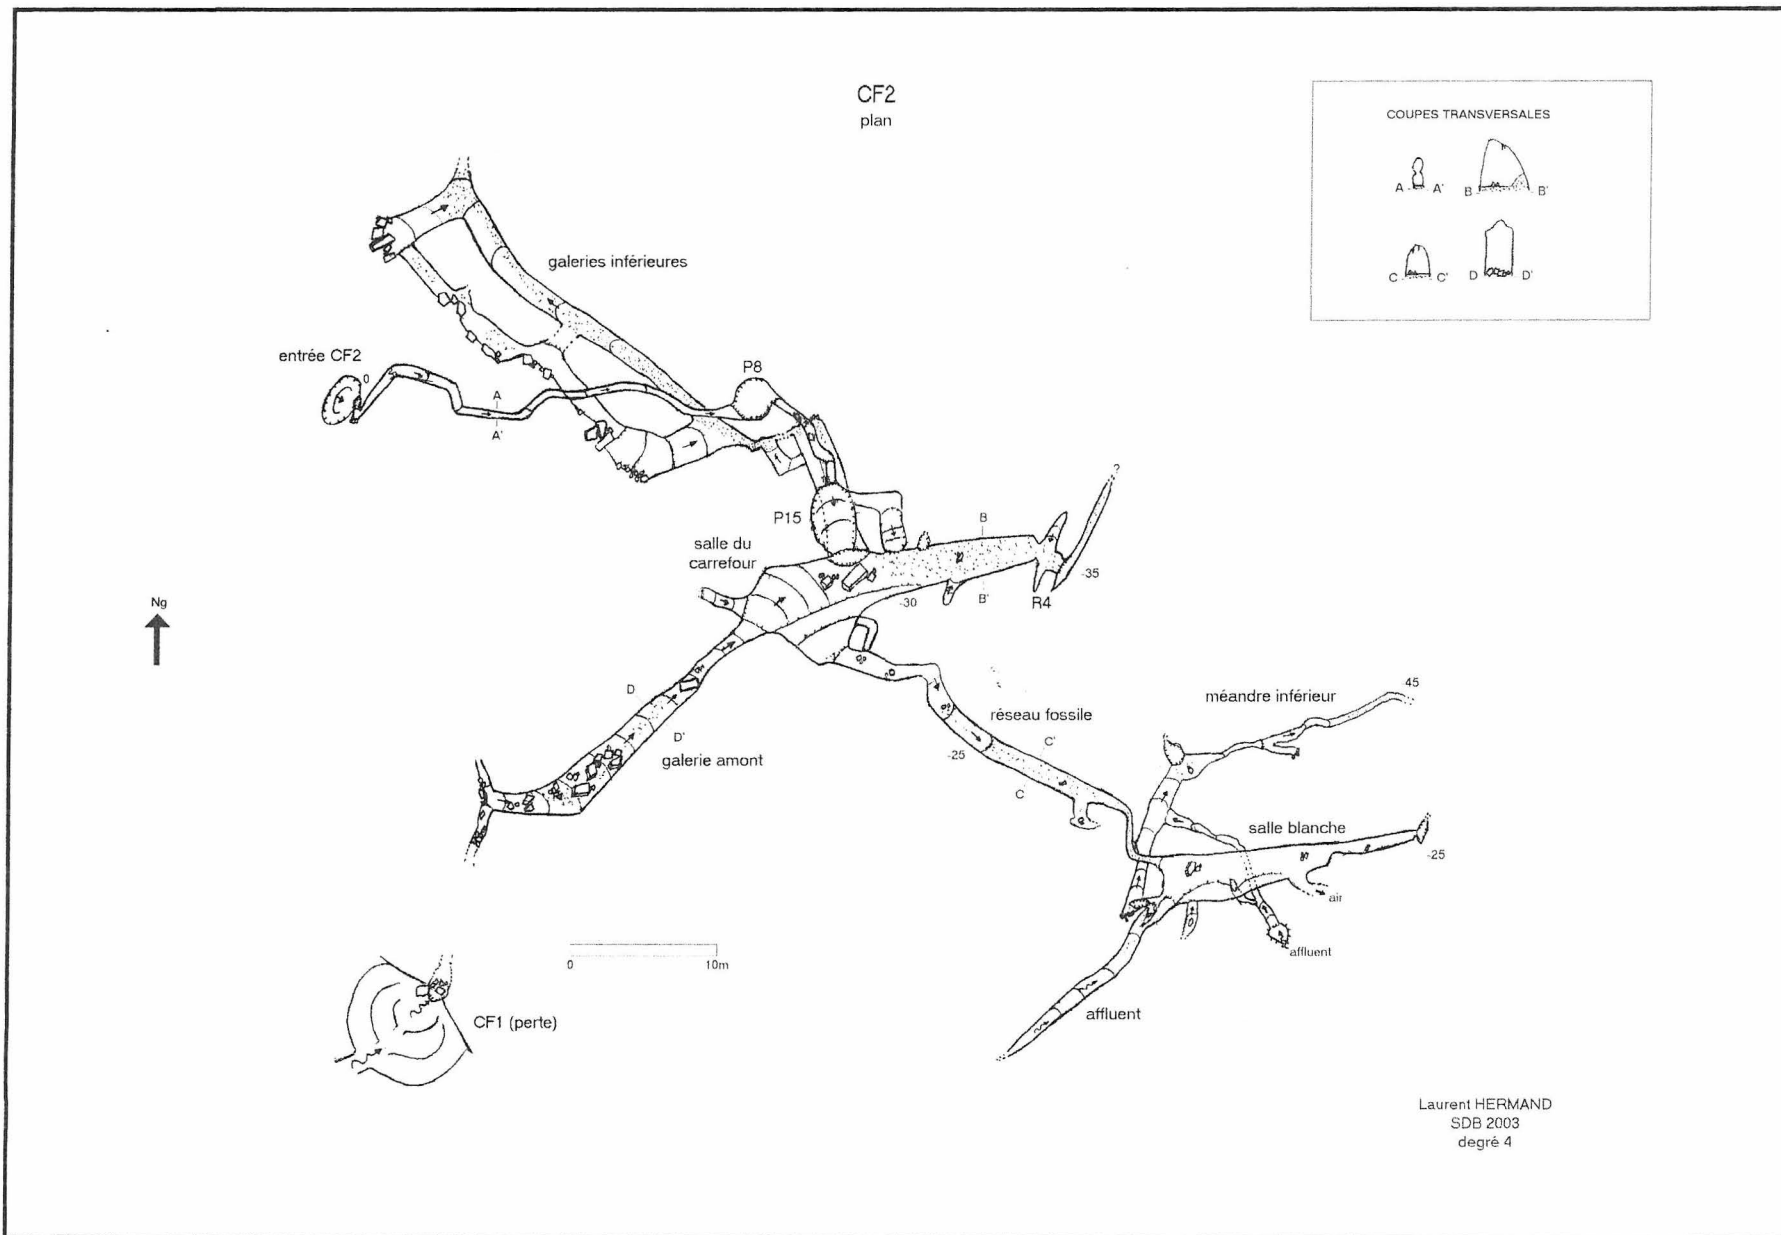 CF2
plan
COUPES TRANSVERSALES
A A' B B'
C C' D D'
galeries inférieures
entrée CF2
0
P8
A
A'
P15
salle du
carrefour
B
?
-35
B'
R4
-30
Ng
D
D'
galerie amont
réseau fossile
C'
-25
C
méandre inférieur
-45
salle blanche
-25
air
affluent
affluent
0 10m
CF1 (perte)
Laurent HERMAND
SDB 2003
degré 4